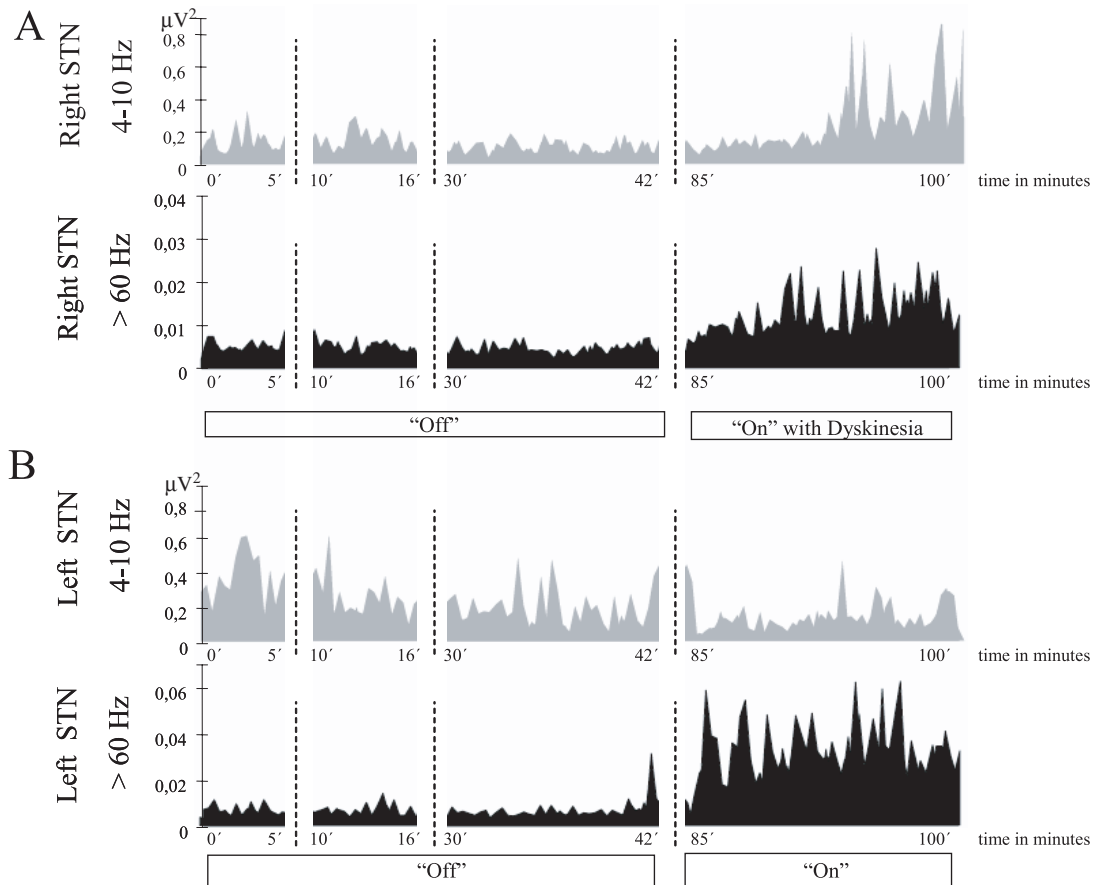 A
Right STN
4-10 Hz
µV2
0,8
0,6
0,4
0,2
0
0´ 5´ 10´ 16´ 30´ 42´ 85´ 100´ time in minutes
Right STN
> 60 Hz
0,04
0,03
0,02
0,01
0
0´ 5´ 10´ 16´ 30´ 42´ 85´ 100´ time in minutes
“Off” “On” with Dyskinesia
B
Left STN
4-10 Hz
µV2
0,8
0,6
0,4
0,2
0
0´ 5´ 10´ 16´ 30´ 42´ 85´ 100´ time in minutes
Left STN
> 60 Hz
0,06
0,04
0,02
0
0´ 5´ 10´ 16´ 30´ 42´ 85´ 100´ time in minutes
“Off” “On”